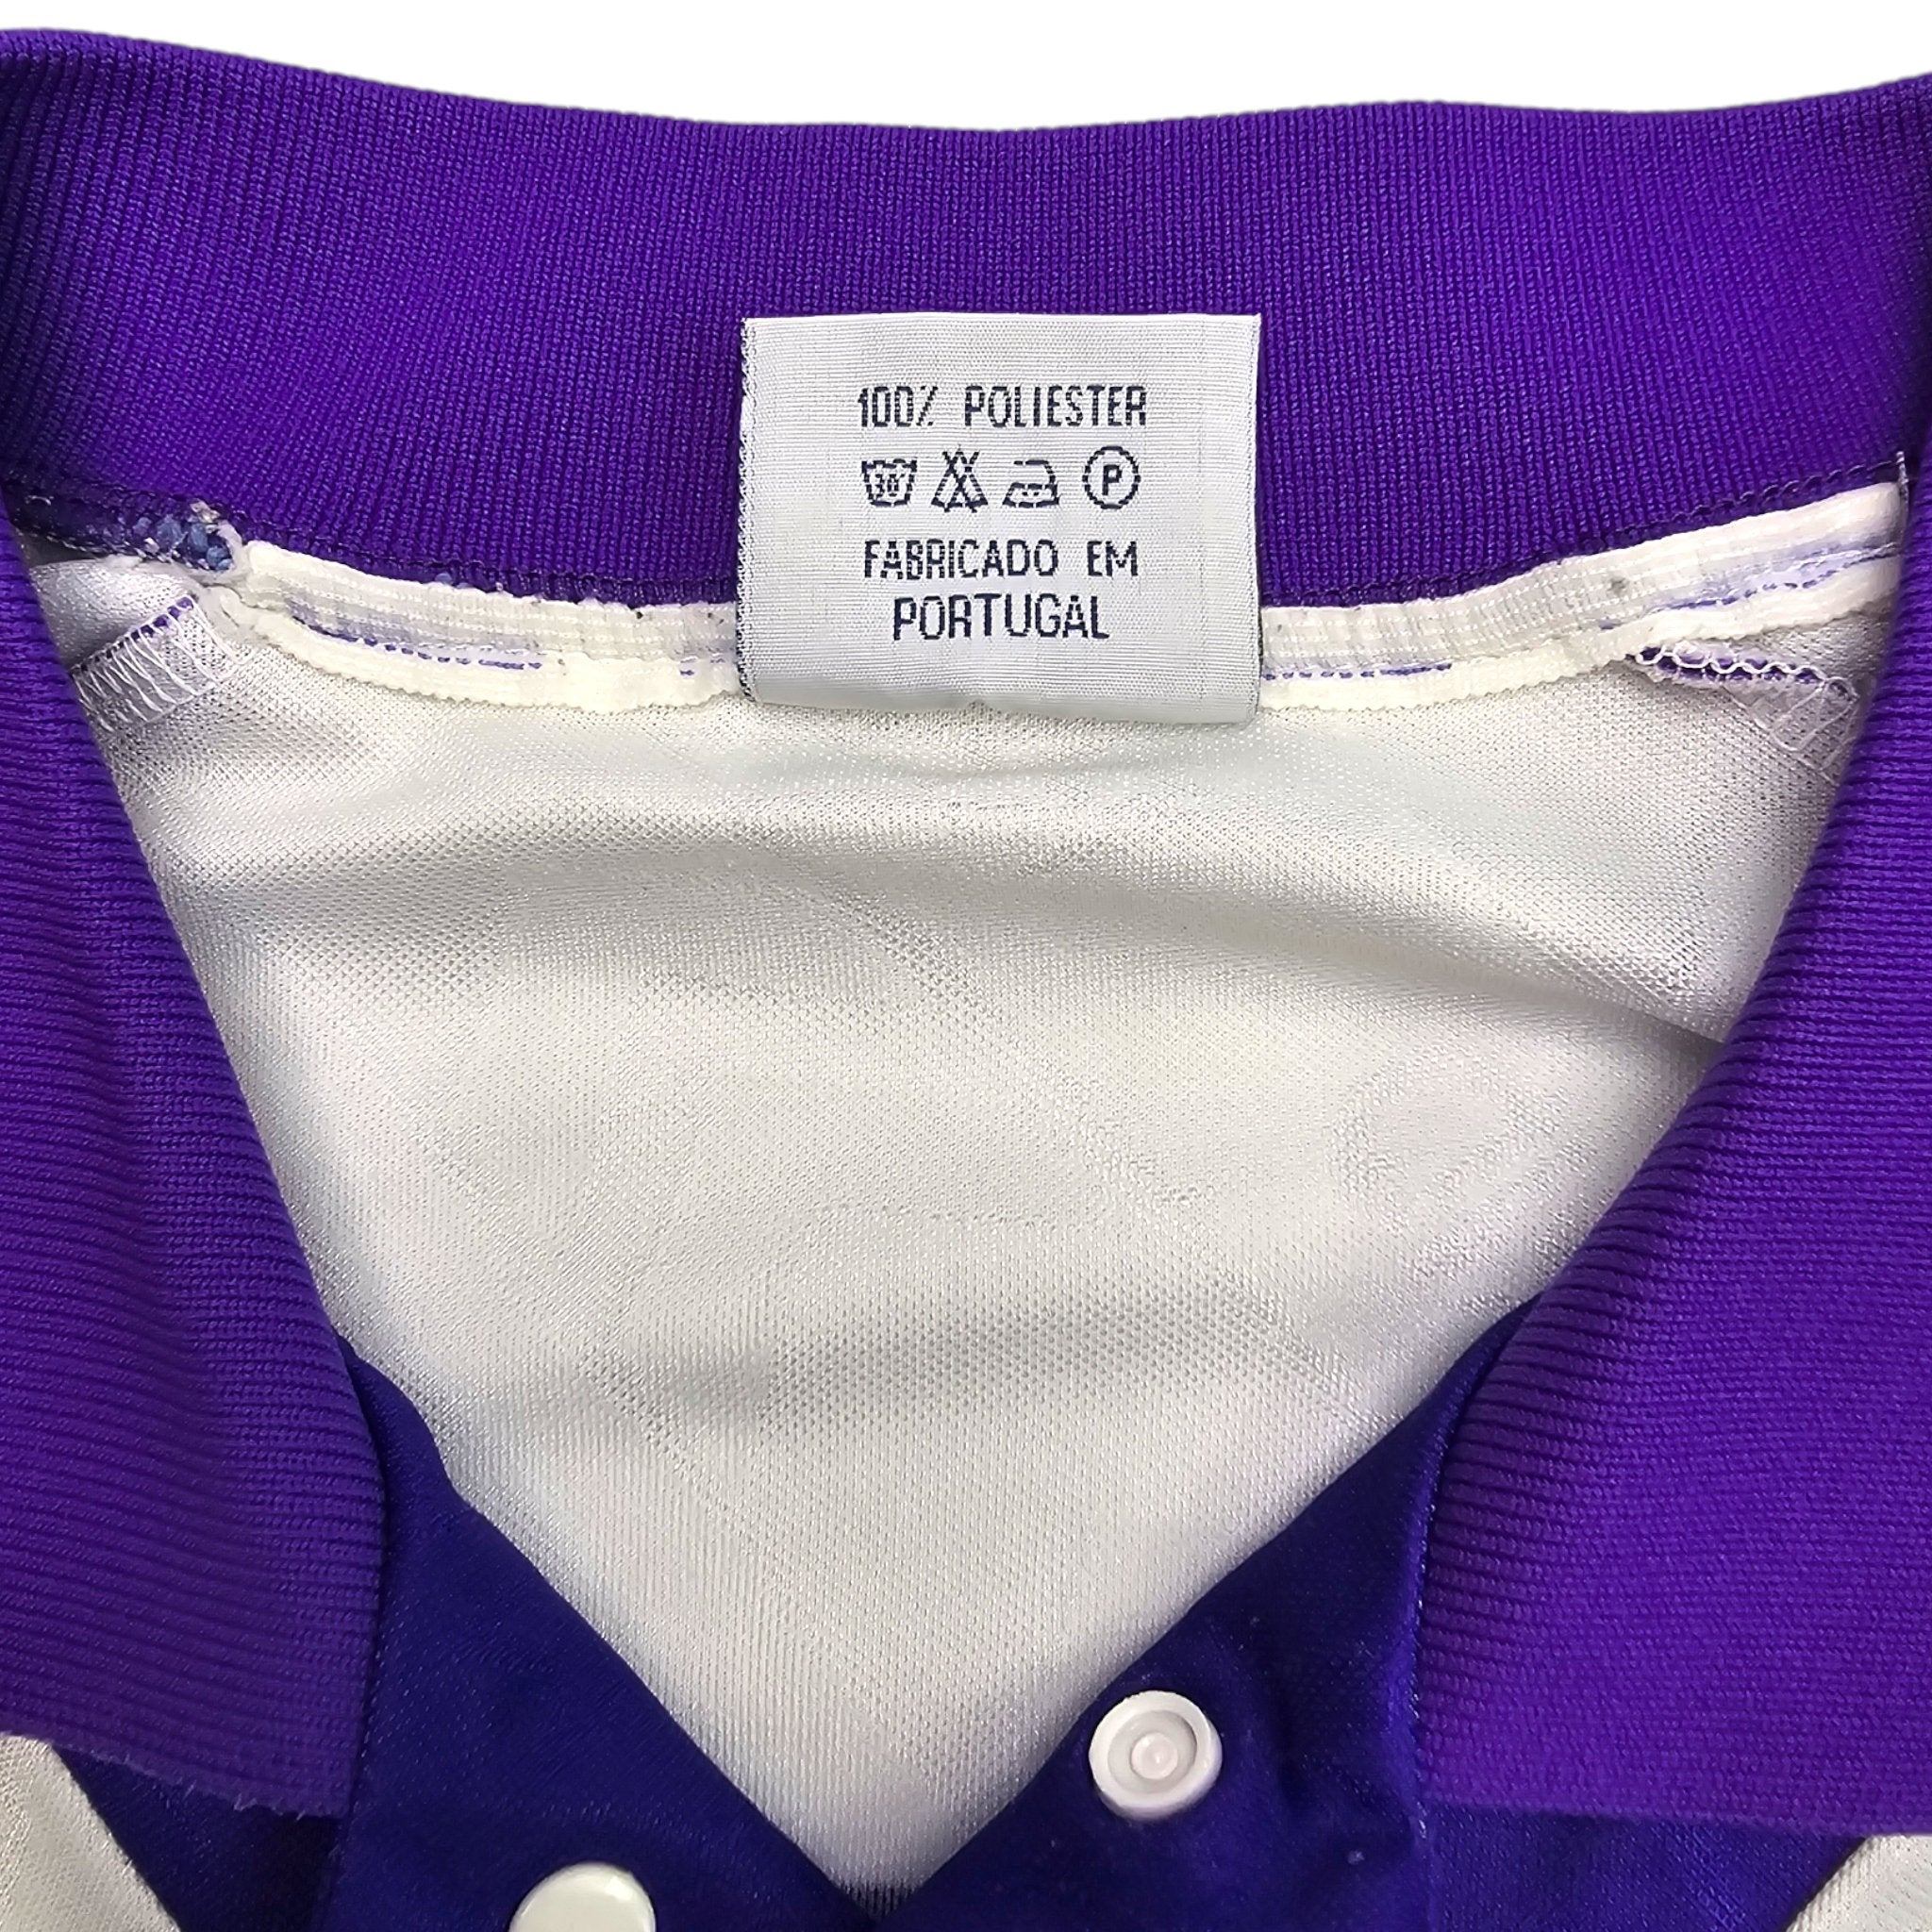 100% POLIESTER
30° P
FABRICADO EM
PORTUGAL